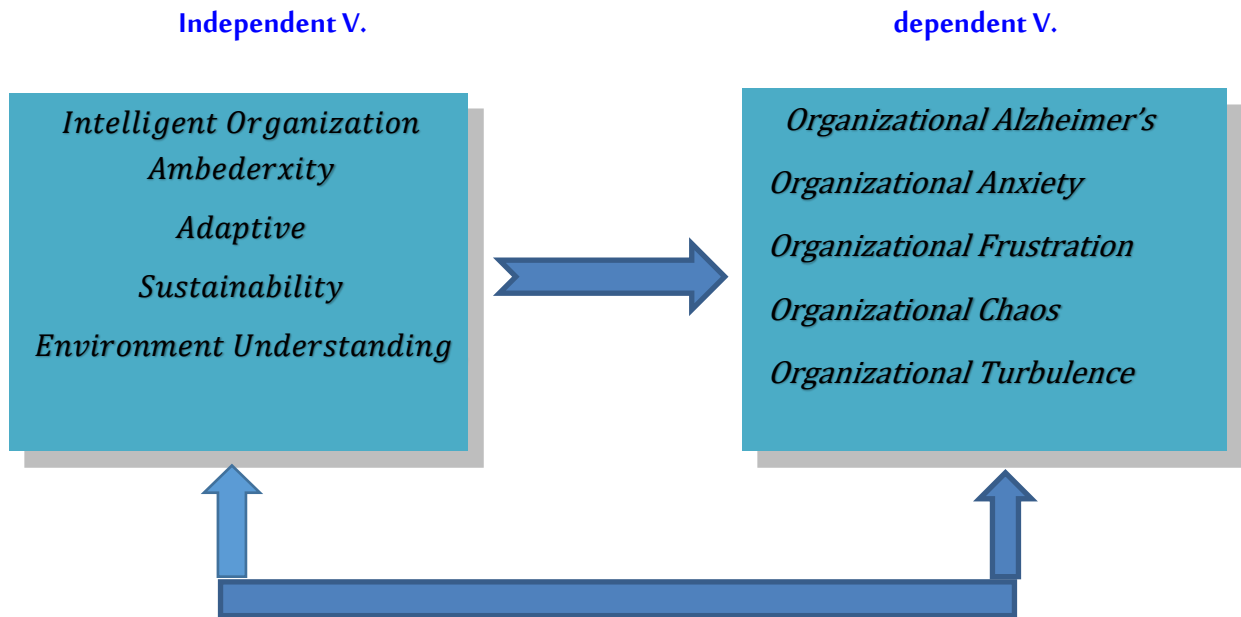 Independent V.
dependent V.
Intelligent Organization
Ambederxity
Adaptive
Sustainability
Environment Understanding
Organizational Alzheimer's
Organizational Anxiety
Organizational Frustration
Organizational Chaos
Organizational Turbulence